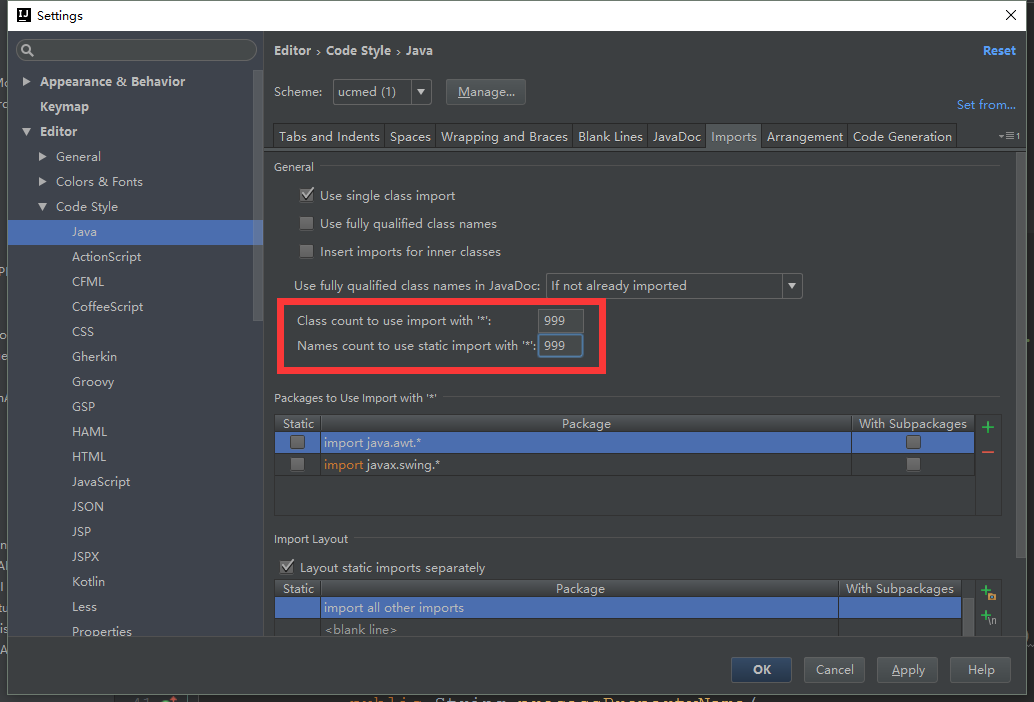 Settings
Editor › Code Style › Java
Reset
Scheme: ucmed (1) Manage...
Set from...
Appearance & Behavior
Keymap
Editor
General
Colors & Fonts
Code Style
Java
ActionScript
CFML
CoffeeScript
CSS
Gherkin
Groovy
GSP
HAML
HTML
JavaScript
JSON
JSP
JSPX
Kotlin
Less
Properties
Tabs and Indents Spaces Wrapping and Braces Blank Lines JavaDoc Imports Arrangement Code Generation
General
Use single class import
Use fully qualified class names
Insert imports for inner classes
Use fully qualified class names in JavaDoc: If not already imported
Class count to use import with '*': 999
Names count to use static import with '*': 999
Packages to Use Import with '*'
Static Package With Subpackages
import java.awt.*
import javax.swing.*
Import Layout
Layout static imports separately
Static Package With Subpackages
import all other imports
<blank line>
OK Cancel Apply Help